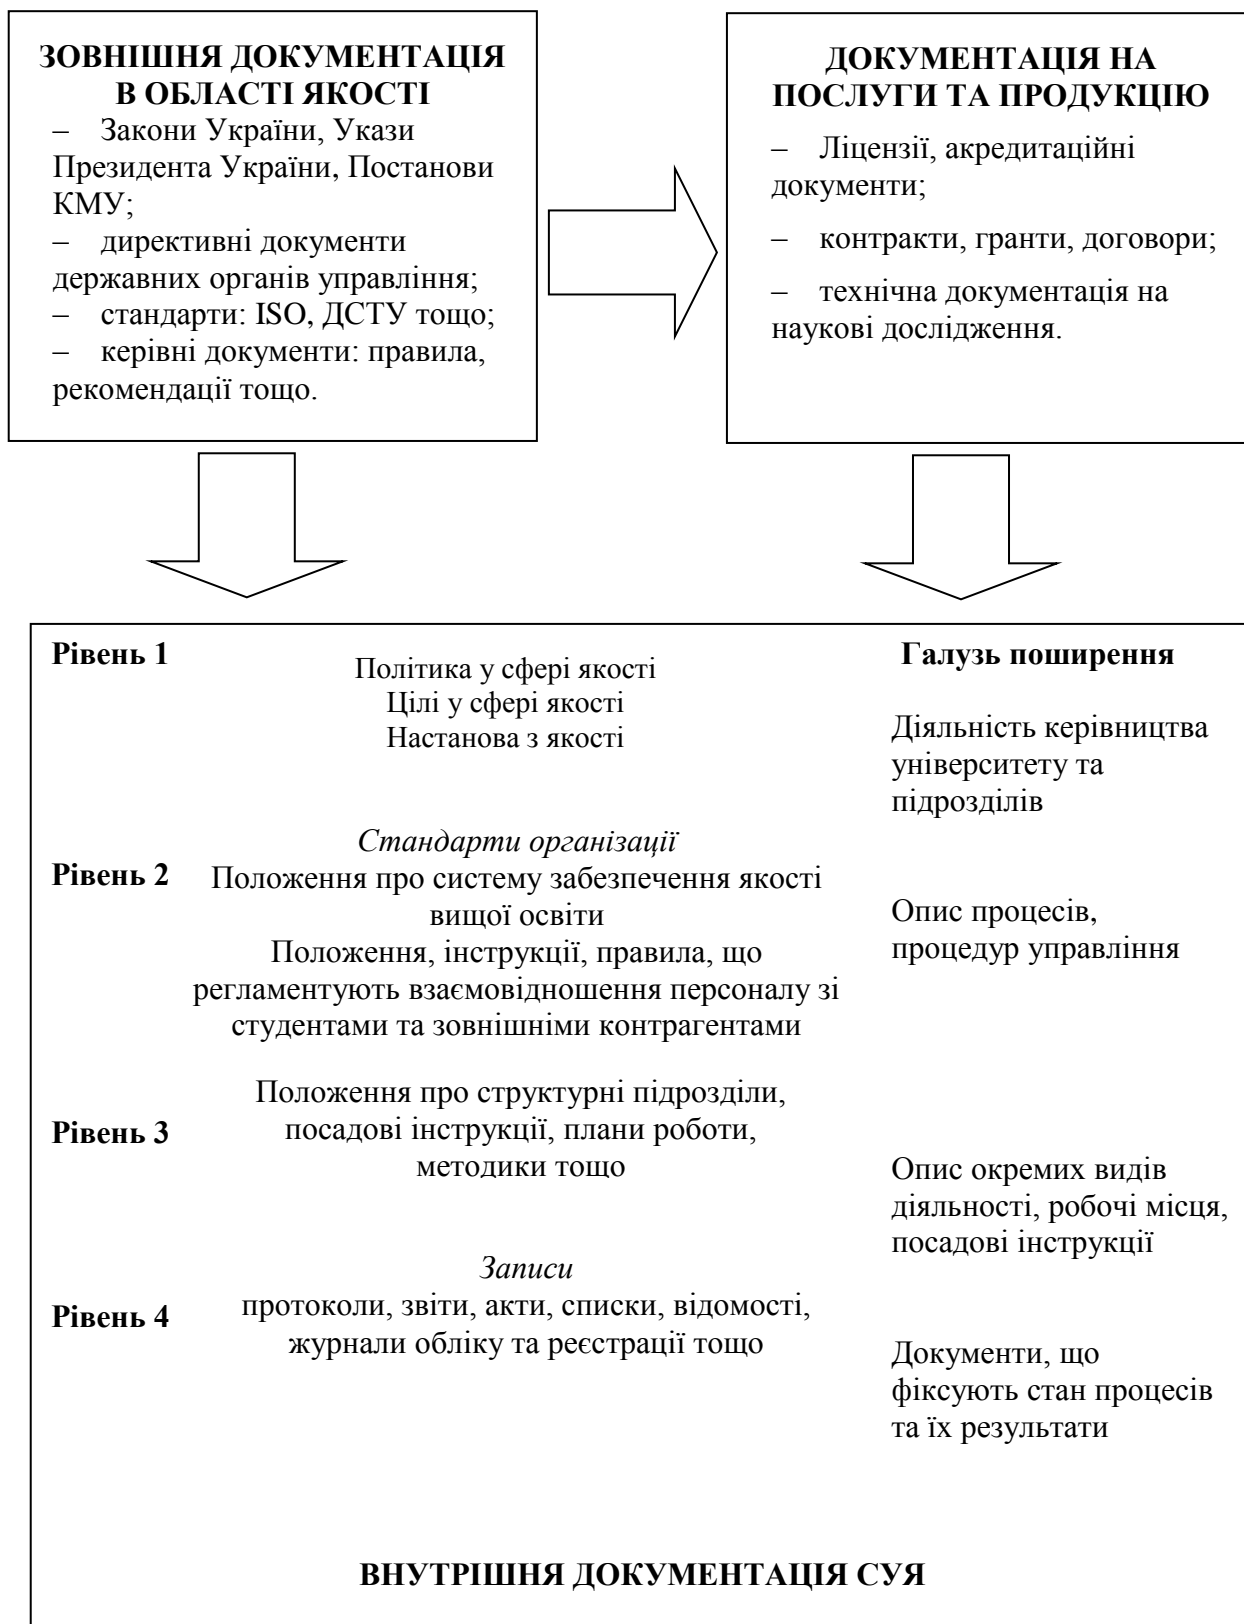 ЗОВНІШНЯ ДОКУМЕНТАЦІЯ
В ОБЛАСТІ ЯКОСТІ
– Закони України, Укази
Президента України, Постанови
КМУ;
– директивні документи
державних органів управління;
– стандарти: ISO, ДСТУ тощо;
– керівні документи: правила,
рекомендації тощо.
ДОКУМЕНТАЦІЯ НА
ПОСЛУГИ ТА ПРОДУКЦІЮ
– Ліцензії, акредитаційні
документи;
– контракти, гранти, договори;
– технічна документація на
наукові дослідження.
Рівень 1
Політика у сфері якості
Цілі у сфері якості
Настанова з якості
Галузь поширення
Діяльність керівництва
університету та
підрозділів
Рівень 2
Стандарти організації
Положення про систему забезпечення якості
вищої освіти
Положення, інструкції, правила, що
регламентують взаємовідношення персоналу зі
студентами та зовнішніми контрагентами
Опис процесів,
процедур управління
Рівень 3
Положення про структурні підрозділи,
посадові інструкції, плани роботи,
методики тощо
Опис окремих видів
діяльності, робочі місця,
посадові інструкції
Рівень 4
Записи
протоколи, звіти, акти, списки, відомості,
журнали обліку та реєстрації тощо
Документи, що
фіксують стан процесів
та їх результати
ВНУТРІШНЯ ДОКУМЕНТАЦІЯ СУЯ